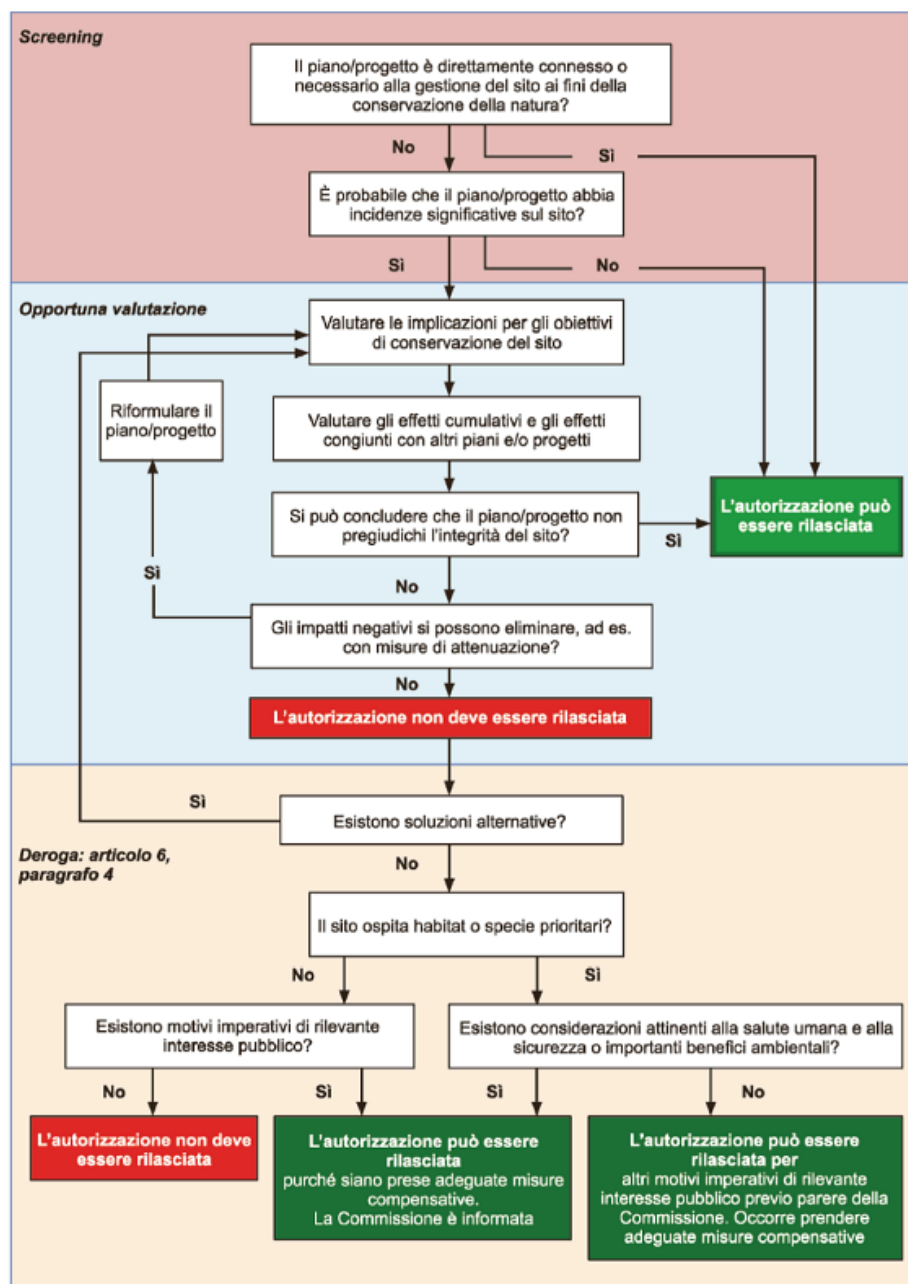 Screening
Il piano/progetto è direttamente connesso o
necessario alla gestione del sito ai fini della
conservazione della natura?
No
Sì
È probabile che il piano/progetto abbia
incidenze significative sul sito?
Sì
No
Opportuna valutazione
Valutare le implicazioni per gli obiettivi
di conservazione del sito
Riformulare il
piano/progetto
Valutare gli effetti cumulativi e gli effetti
congiunti con altri piani e/o progetti
L'autorizzazione può
essere rilasciata
Si può concludere che il piano/progetto non
pregiudichi l'integrità del sito?
Sì
Sì
No
Gli impatti negativi si possono eliminare, ad es.
con misure di attenuazione?
No
L'autorizzazione non deve essere rilasciata
Sì
Esistono soluzioni alternative?
Deroga: articolo 6,
paragrafo 4
No
Il sito ospita habitat o specie prioritari?
No
Sì
Esistono motivi imperativi di rilevante
interesse pubblico?
Esistono considerazioni attinenti alla salute umana e alla
sicurezza o importanti benefici ambientali?
No
Sì
Sì
No
L'autorizzazione non deve
essere rilasciata
L'autorizzazione può essere
rilasciata
purché siano prese adeguate misure
compensative.
La Commissione è informata
L'autorizzazione può essere
rilasciata per
altri motivi imperativi di rilevante
interesse pubblico previo parere della
Commissione. Occorre prendere
adeguate misure compensative